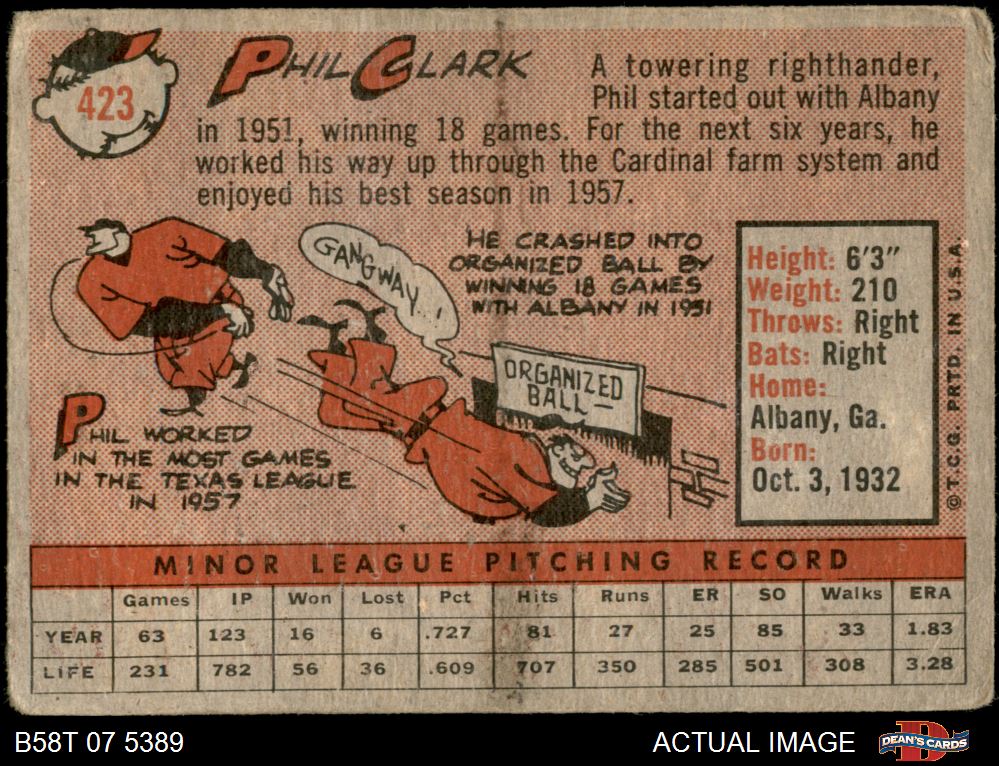 423
PHIL CLARK
A towering righthander,
Phil started out with Albany
in 1951, winning 18 games. For the next six years, he
worked his way up through the Cardinal farm system and
enjoyed his best season in 1957.
GANGWAY.
HE CRASHED INTO
ORGANIZED BALL BY
WINNING 18 GAMES
WITH ALBANY IN 1951
ORGANIZED
BALL—
PHIL WORKED
IN THE MOST GAMES
IN THE TEXAS LEAGUE
IN 1957
Height: 6'3"
Weight: 210
Throws: Right
Bats: Right
Home:
Albany, Ga.
Born:
Oct. 3, 1932
© T.C.G. PRTD. IN U.S.A.
MINOR LEAGUE PITCHING RECORD
Games IP Won Lost Pct Hits Runs ER SO Walks ERA
YEAR 63 123 16 6 .727 81 27 25 85 33 1.83
LIFE 231 782 56 36 .609 707 350 285 501 308 3.28
B58T 07 5389
ACTUAL IMAGE
DEAN'S CARDS